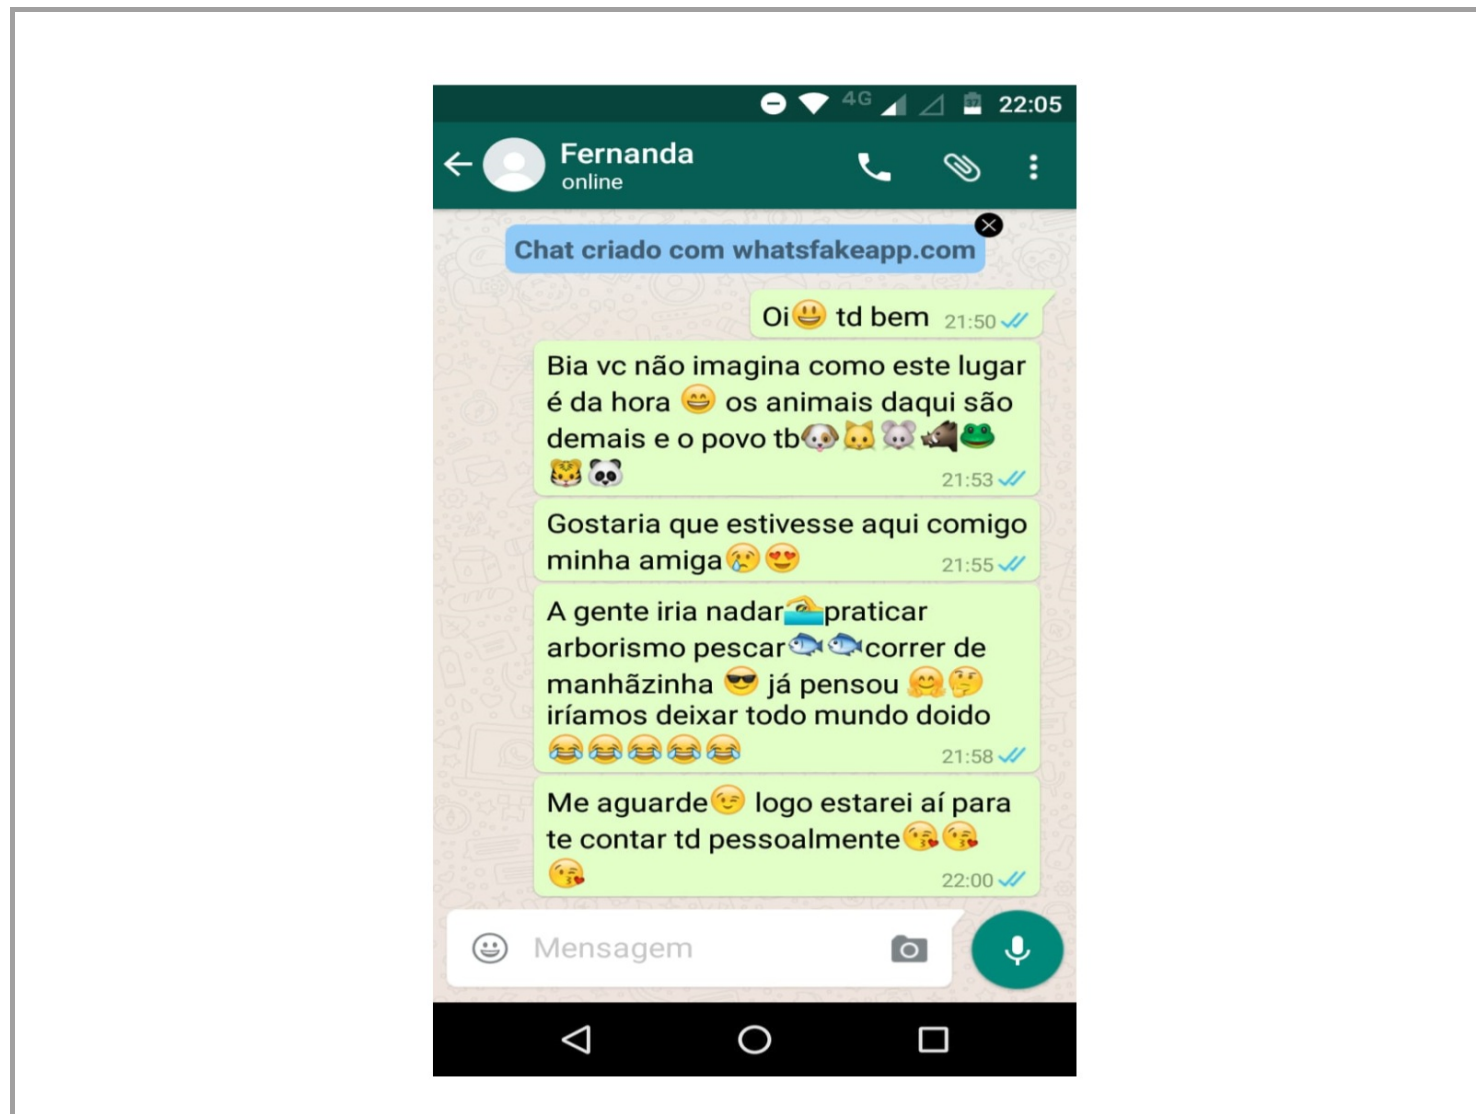 4G 37 22:05
Fernanda
online
Chat criado com whatsfakeapp.com
Oi😃 td bem 21:50
Bia vc não imagina como este lugar
é da hora 😄 os animais daqui são
demais e o povo tb🐶🐱🐭🐗🐸
🐯🐼 21:53
Gostaria que estivesse aqui comigo
minha amiga😢😍 21:55
A gente iria nadar🏊praticar
arborismo pescar🐟🐟correr de
manhãzinha 😎 já pensou 🤗🤔
iríamos deixar todo mundo doido
😂😂😂😂😂 21:58
Me aguarde😉 logo estarei aí para
te contar td pessoalmente😘😘
😘 22:00
Mensagem